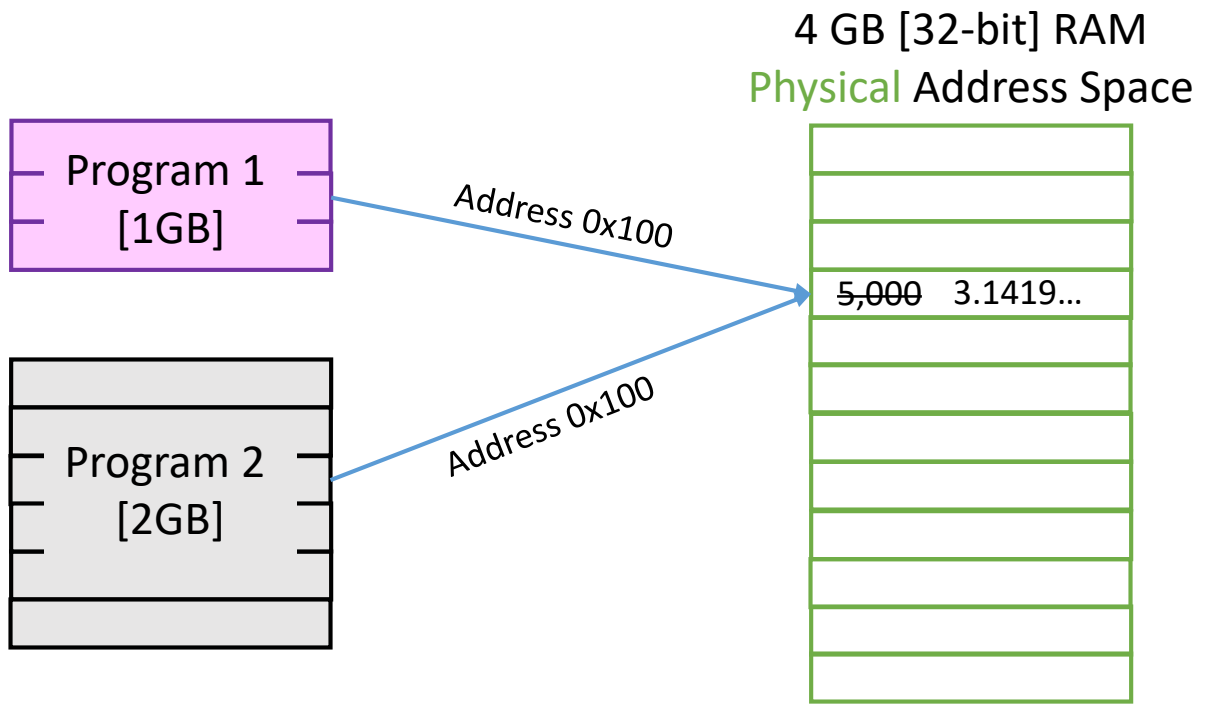 4 GB [32-bit] RAM
Physical Address Space
Program 1
[1GB]
Address 0x100
5,000 3.1419...
Address 0x100
Program 2
[2GB]